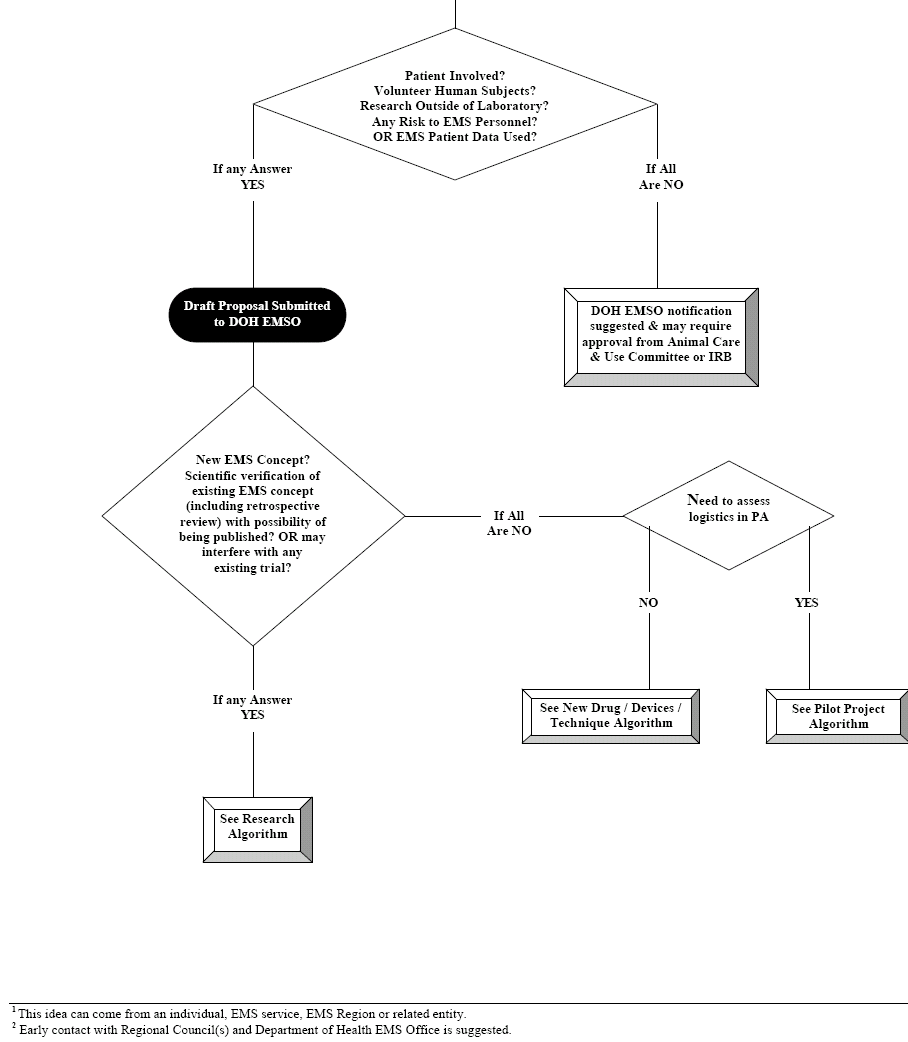 Patient Involved?
Volunteer Human Subjects?
Research Outside of Laboratory?
Any Risk to EMS Personnel?
OR EMS Patient Data Used?
If any Answer
YES
If All
Are NO
Draft Proposal Submitted
to DOH EMSO
DOH EMSO notification
suggested & may require
approval from Animal Care
& Use Committee or IRB
New EMS Concept?
Scientific verification of
existing EMS concept
(including retrospective
review) with possibility of
being published? OR may
interfere with any
existing trial?
If All
Are NO
Need to assess
logistics in PA
NO
YES
If any Answer
YES
See New Drug / Devices /
Technique Algorithm
See Pilot Project
Algorithm
See Research
Algorithm
1 This idea can come from an individual, EMS service, EMS Region or related entity.
2 Early contact with Regional Council(s) and Department of Health EMS Office is suggested.